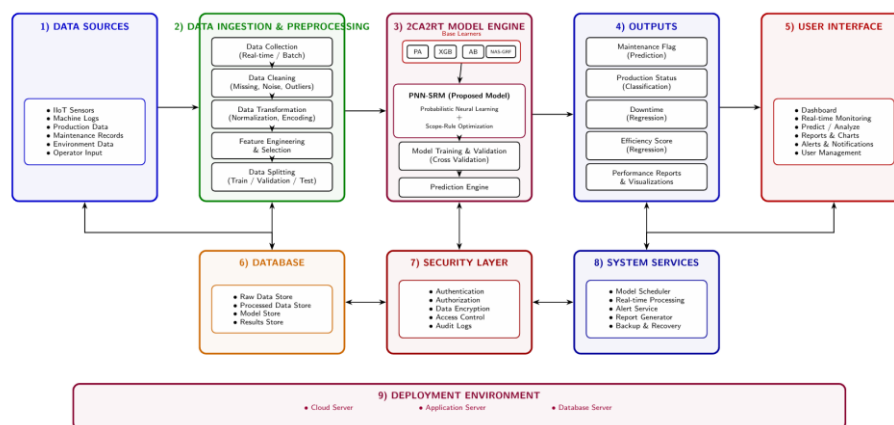 1) DATA SOURCES
• IIoT Sensors
• Machine Logs
• Production Data
• Maintenance Records
• Environment Data
• Operator Input
2) DATA INGESTION & PREPROCESSING
Data Collection
(Real-time / Batch)
Data Cleaning
(Missing, Noise, Outliers)
Data Transformation
(Normalization, Encoding)
Feature Engineering
& Selection
Data Splitting
(Train / Validation / Test)
3) 2CA2RT MODEL ENGINE
Base Learners
PA
XGB
AB
NAS-GRP
PNN-SRM (Proposed Model)
Probabilistic Neural Learning
+
Scope-Rule Optimization
Model Training & Validation
(Cross Validation)
Prediction Engine
4) OUTPUTS
Maintenance Flag
(Prediction)
Production Status
(Classification)
Downtime
(Regression)
Efficiency Score
(Regression)
Performance Reports
& Visualizations
5) USER INTERFACE
• Dashboard
• Real-time Monitoring
• Predict / Analyze
• Reports & Charts
• Alerts & Notifications
• User Management
6) DATABASE
• Raw Data Store
• Processed Data Store
• Model Store
• Results Store
7) SECURITY LAYER
• Authentication
• Authorization
• Data Encryption
• Access Control
• Audit Logs
8) SYSTEM SERVICES
• Model Scheduler
• Real-time Processing
• Alert Service
• Report Generator
• Backup & Recovery
9) DEPLOYMENT ENVIRONMENT
• Cloud Server
• Application Server
• Database Server